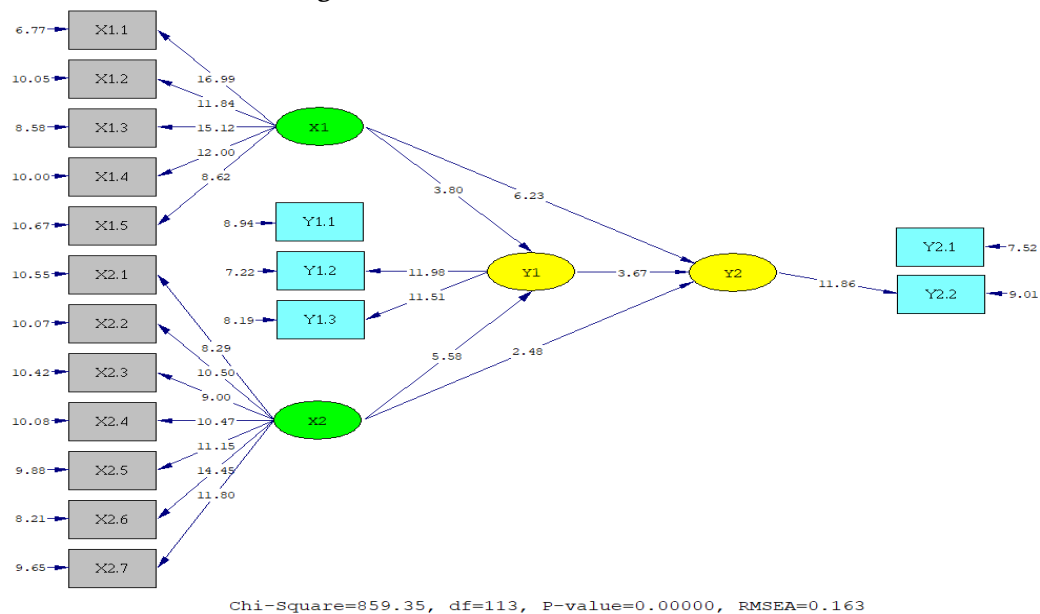 6.77 X1.1
10.05 X1.2
8.58 X1.3
10.00 X1.4
10.67 X1.5
10.55 X2.1
10.07 X2.2
10.42 X2.3
10.08 X2.4
9.88 X2.5
8.21 X2.6
9.65 X2.7
16.99
11.84
15.12
12.00
8.62
X1
8.94 Y1.1
7.22 Y1.2
8.19 Y1.3
11.98
11.51
8.29
10.50
9.00
10.47
11.15
14.45
11.80
X2
3.80
6.23
Y1
3.67
Y2
5.58
2.48
11.86
Y2.1 7.52
Y2.2 9.01
Chi-Square=859.35, df=113, P-value=0.00000, RMSEA=0.163